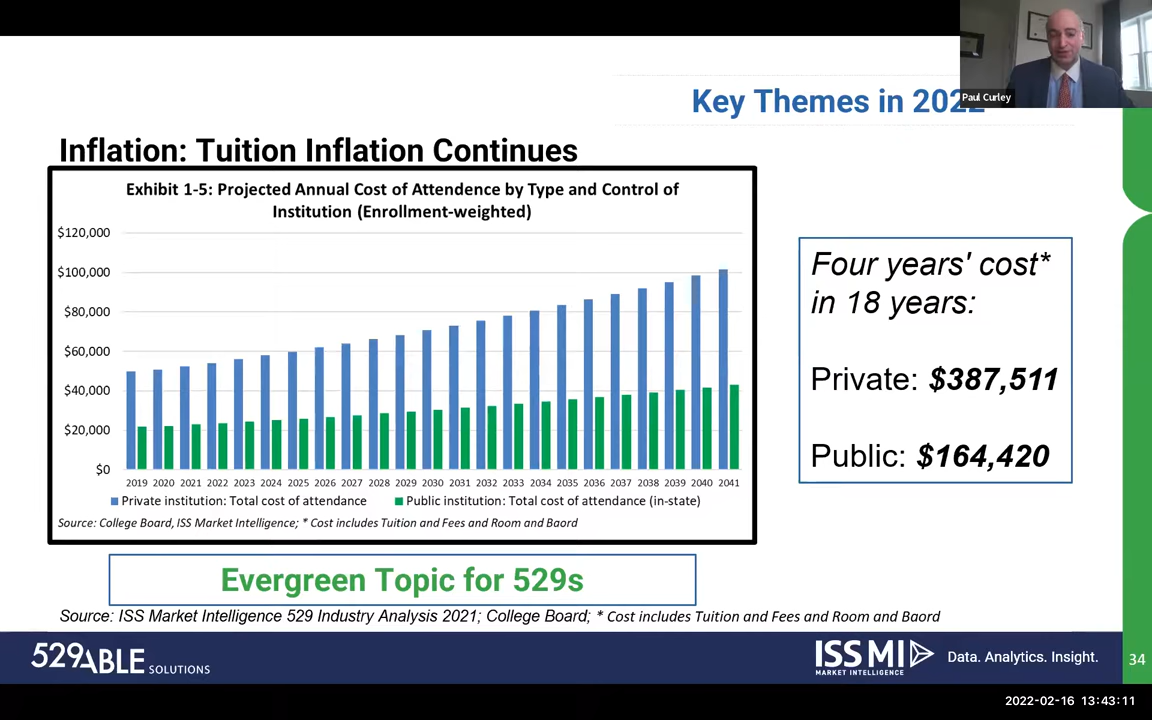 Paul Curley
Key Themes in 2022
Inflation: Tuition Inflation Continues
Exhibit 1-5: Projected Annual Cost of Attendence by Type and Control of
Institution (Enrollment-weighted)
$120,000
$100,000
$80,000
$60,000
$40,000
$20,000
$0
2019 2020 2021 2022 2023 2024 2025 2026 2027 2028 2029 2030 2031 2032 2033 2034 2035 2036 2037 2038 2039 2040 2041
Private institution: Total cost of attendance Public institution: Total cost of attendance (in-state)
Source: College Board, ISS Market Intelligence; * Cost includes Tuition and Fees and Room and Baord
Four years' cost*
in 18 years:
Private: $387,511
Public: $164,420
Evergreen Topic for 529s
Source: ISS Market Intelligence 529 Industry Analysis 2021; College Board; * Cost includes Tuition and Fees and Room and Baord
529ABLE SOLUTIONS
ISS MI
MARKET INTELLIGENCE
Data. Analytics. Insight.
34
2022-02-16 13:43:11